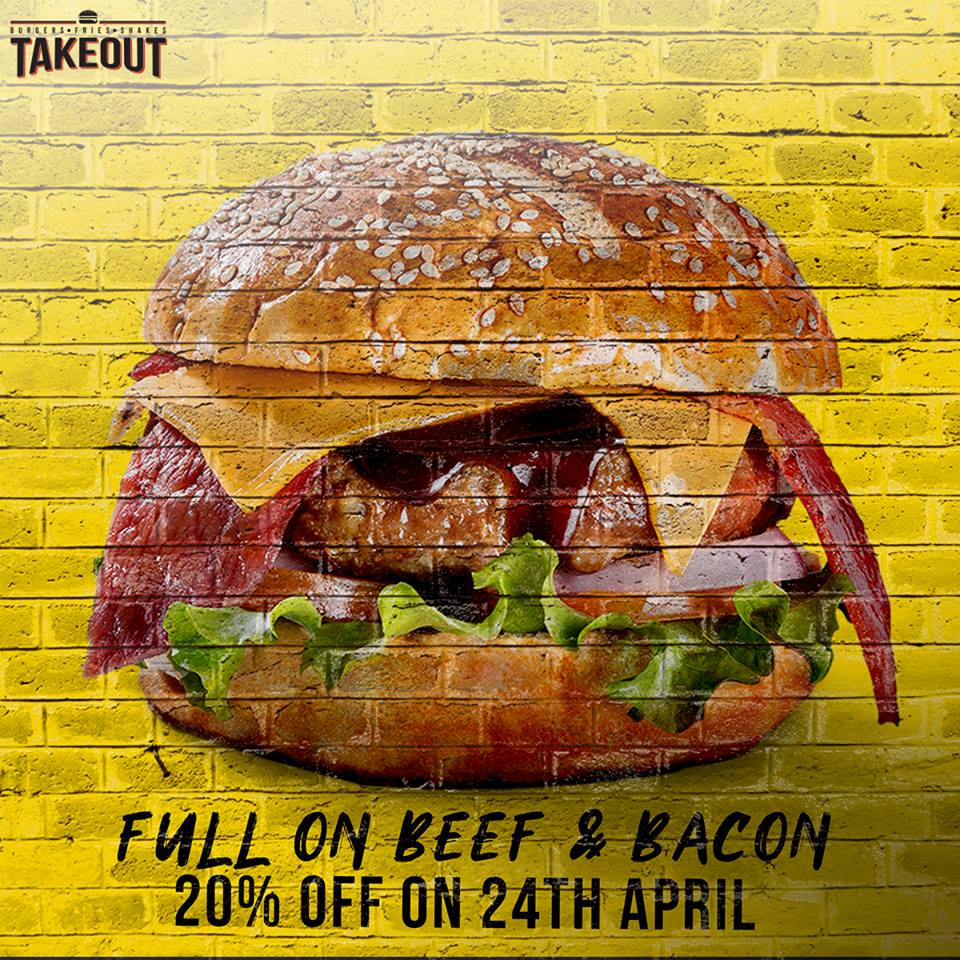 BURGERS•FRIES•SHAKES
TAKEOUT
FULL ON BEEF & BACON
20% OFF ON 24TH APRIL